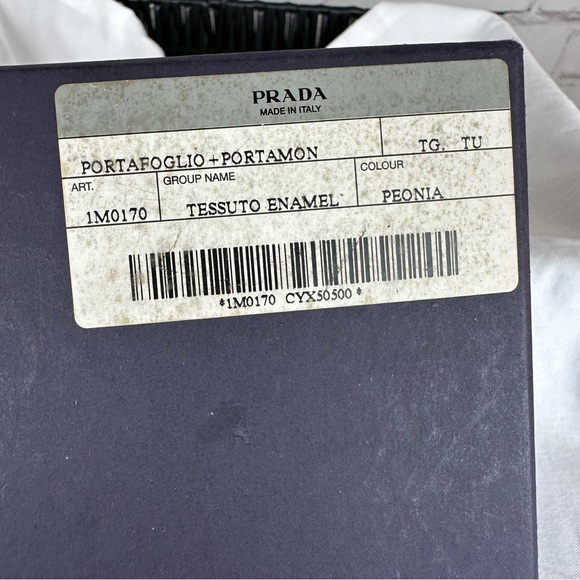 PRADA
MADE IN ITALY
PORTAFOGLIO+PORTAMON TG. TU
ART. GROUP NAME COLOUR
1M0170 TESSUTO ENAMEL PEONIA
*1M0170 CYX50500*